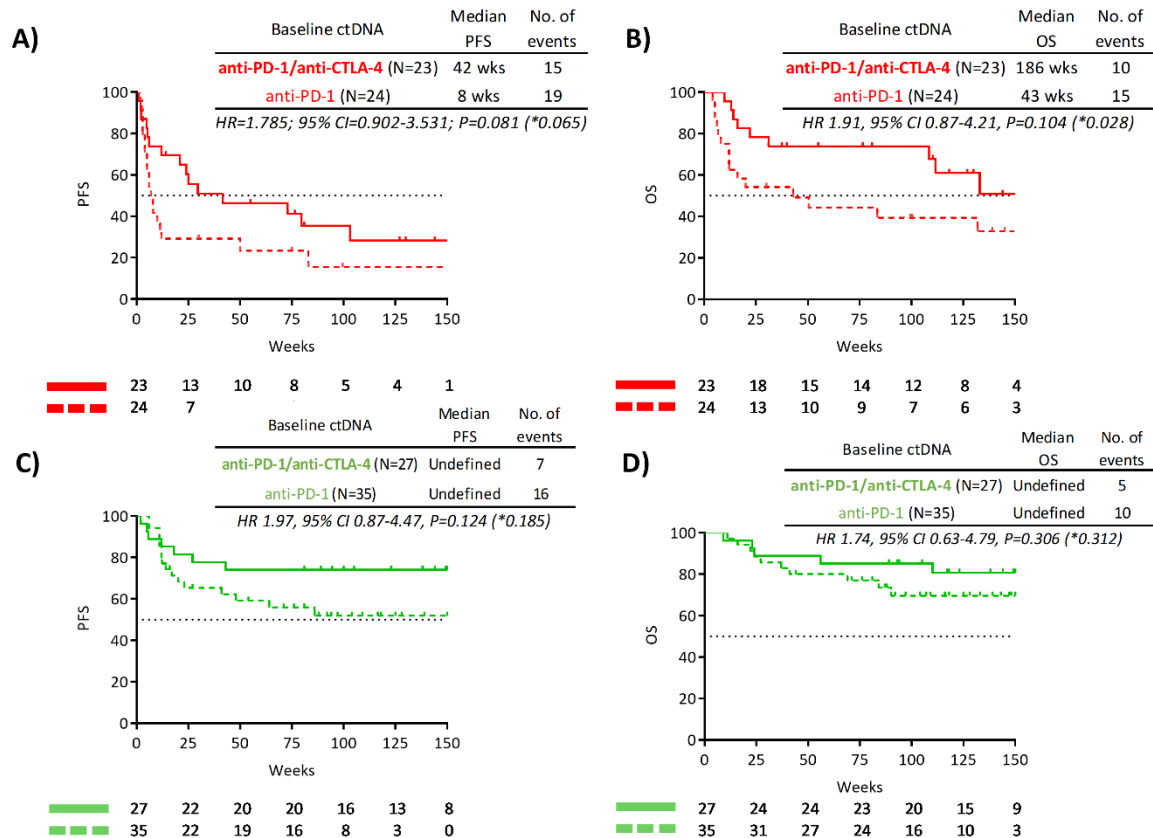 A)
Baseline ctDNA Median PFS No. of events
anti-PD-1/anti-CTLA-4 (N=23) 42 wks 15
anti-PD-1 (N=24) 8 wks 19
HR=1.785; 95% CI=0.902-3.531; P=0.081 (*0.065)
100
80
60
40
20
0
PFS
0 25 50 75 100 125 150
Weeks
23 13 10 8 5 4 1
24 7
B)
Baseline ctDNA Median OS No. of events
anti-PD-1/anti-CTLA-4 (N=23) 186 wks 10
anti-PD-1 (N=24) 43 wks 15
HR 1.91, 95% CI 0.87-4.21, P=0.104 (*0.028)
100
80
60
40
20
0
OS
0 25 50 75 100 125 150
Weeks
23 18 15 14 12 8 4
24 13 10 9 7 6 3
C)
Baseline ctDNA Median PFS No. of events
anti-PD-1/anti-CTLA-4 (N=27) Undefined 7
anti-PD-1 (N=35) Undefined 16
HR 1.97, 95% CI 0.87-4.47, P=0.124 (*0.185)
100
80
60
40
20
0
PFS
0 25 50 75 100 125 150
Weeks
27 22 20 20 16 13 8
35 22 19 16 8 3 0
D)
Baseline ctDNA Median OS No. of events
anti-PD-1/anti-CTLA-4 (N=27) Undefined 5
anti-PD-1 (N=35) Undefined 10
HR 1.74, 95% CI 0.63-4.79, P=0.306 (*0.312)
100
80
60
40
20
0
OS
0 25 50 75 100 125 150
Weeks
27 24 24 23 20 15 9
35 31 27 24 16 10 3